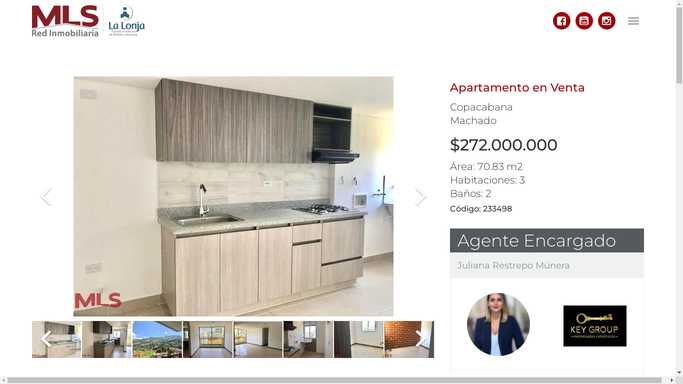 MLS
Red Inmobiliaria
La Lonja
Apartamento en Venta
Copacabana
Machado
$272.000.000
Área: 70.83 m2
Habitaciones: 3
Baños: 2
Código: 233498
Agente Encargado
Juliana Restrepo Múnera
MLS
KEY GROUP